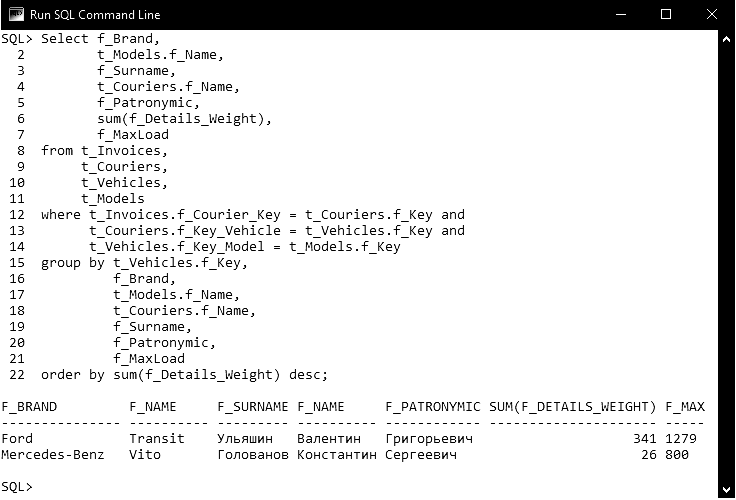 Run SQL Command Line
SQL> Select f_Brand,
  2         t_Models.f_Name,
  3         f_Surname,
  4         t_Couriers.f_Name,
  5         f_Patronymic,
  6         sum(f_Details_Weight),
  7         f_MaxLoad
  8  from t_Invoices,
  9       t_Couriers,
 10       t_Vehicles,
 11       t_Models
 12  where t_Invoices.f_Courier_Key = t_Couriers.f_Key and
 13        t_Couriers.f_Key_Vehicle = t_Vehicles.f_Key and
 14        t_Vehicles.f_Key_Model = t_Models.f_Key
 15  group by t_Vehicles.f_Key,
 16           f_Brand,
 17           t_Models.f_Name,
 18           t_Couriers.f_Name,
 19           f_Surname,
 20           f_Patronymic,
 21           f_MaxLoad
 22  order by sum(f_Details_Weight) desc;
F_BRAND         F_NAME     F_SURNAME F_NAME     F_PATRONYMIC SUM(F_DETAILS_WEIGHT) F_MAX
--------------- ---------- --------- ---------- ------------ --------------------- -----
Ford            Transit    Ульяшин   Валентин   Григорьевич                    341 1279
Mercedes-Benz   Vito       Голованов Константин Сергеевич                       26 800
SQL>